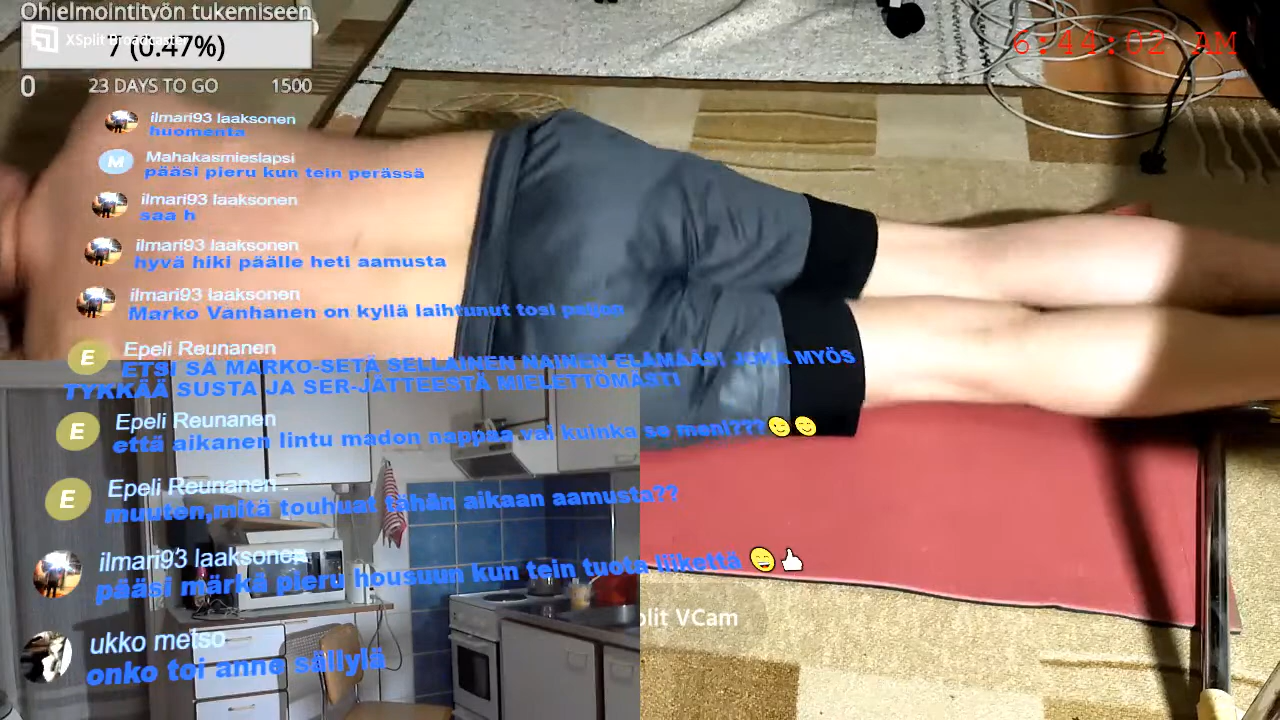 Ohjelmointityön tukemiseen
XSplit Broadcaster
7 (0.47%)
6:44:02 AM
0 23 DAYS TO GO 1500
ilmari93 laaksonen
huomenta
M
Mahakasmieslapsi
pääsi pieru kun tein perässä
ilmari93 laaksonen
saa h
ilmari93 laaksonen
hyvä hiki päälle heti aamusta
ilmari93 laaksonen
Marko Vanhanen on kyllä laihtunut tosi paljon
E
Epeli Reunanen
ETSI SÄ MARKO-SETÄ SELLAINEN NAINEN ELÄMÄÄSI JOKA MYÖS
TYKKÄÄ SUSTA JA SER-JÄTTEESTÄ MIELETTÖMÄSTI
E
Epeli Reunanen
että aikanen lintu madon nappaa vai kuinka se meni???
E
Epeli Reunanen
muuten,mitä touhuat tähän aikaan aamusta??
ilmari93 laaksonen
pääsi märkä pieru housuun kun tein tuota liikettä
plit VCam
ukko metso
onko toi anne sällylä